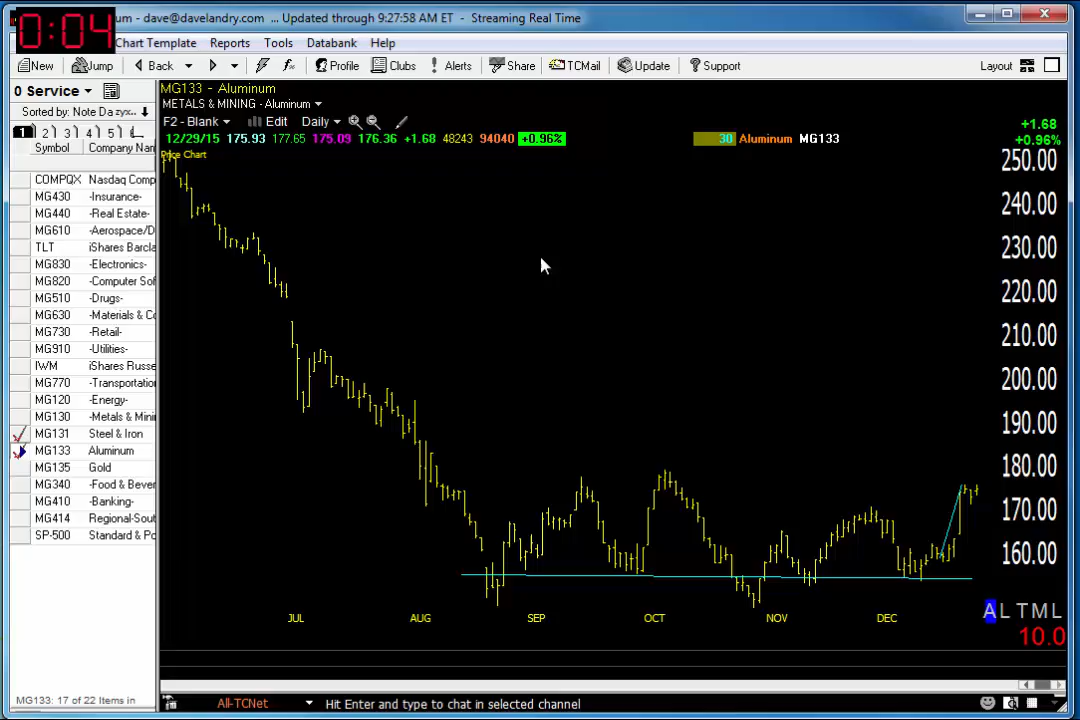 um - dave@davelandry.com ... Updated through 9:27:58 AM ET - Streaming Real Time
0:04
Chart Template Reports Tools Databank Help
New Jump Back Profile Clubs Alerts Share TCMail Update Support Layout
0 Service
Sorted by: Note Da zyx..
1 2 3 4 5
Symbol Company Nan
COMPQX Nasdaq Comp
MG430 -Insurance-
MG440 -Real Estate-
MG610 -Aerospace/D
TLT iShares Barcla
MG830 -Electronics-
MG820 -Computer Sof
MG510 -Drugs-
MG630 -Materials & Co
MG730 -Retail-
MG910 -Utilities-
IWM iShares Russe
MG770 -Transportation
MG120 -Energy-
MG130 -Metals & Mini
MG131 Steel & Iron
MG133 Aluminum
MG135 Gold
MG340 -Food & Bever
MG410 -Banking-
MG414 Regional-Sout
SP-500 Standard & Po
MG133: 17 of 22 Items in
MG133 - Aluminum
METALS & MINING - Aluminum
F2 - Blank Edit Daily
12/29/15 175.93 177.65 175.09 176.36 +1.68 48243 94040 +0.96% 30 Aluminum MG133
Price Chart
+1.68
+0.96%
250.00
240.00
230.00
220.00
210.00
200.00
190.00
180.00
170.00
160.00
JUL AUG SEP OCT NOV DEC
A L T M L
10.0
All-TCNet Hit Enter and type to chat in selected channel